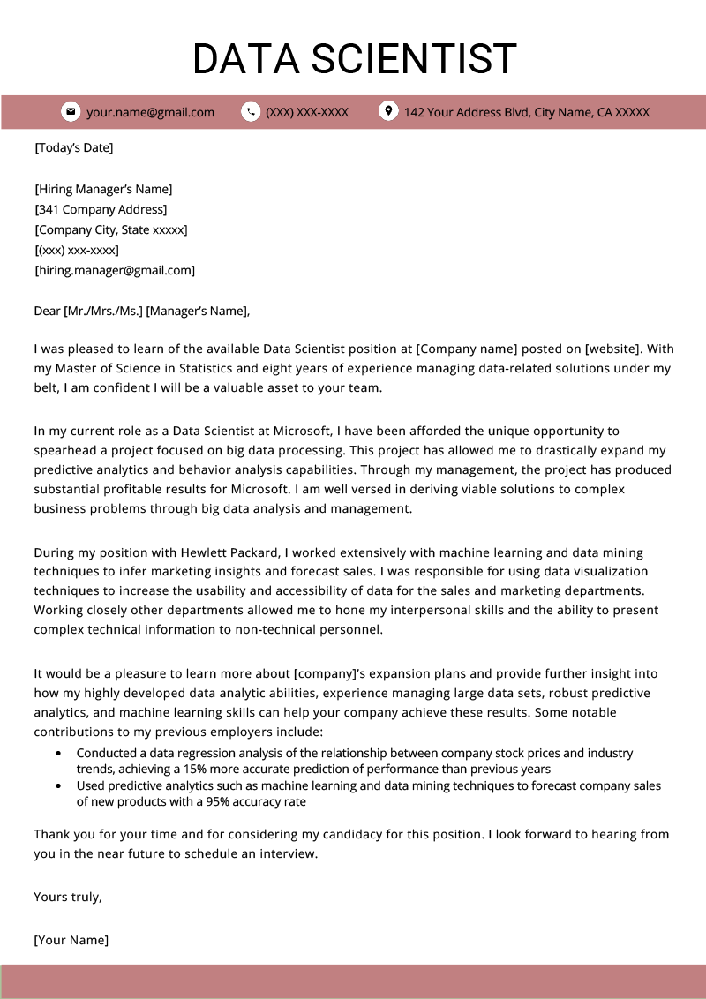 DATA SCIENTIST
your.name@gmail.com (XXX) XXX-XXXX 142 Your Address Blvd, City Name, CA XXXXX
[Today's Date]
[Hiring Manager's Name]
[341 Company Address]
[Company City, State xxxxx]
[(xxx) xxx-xxxx]
[hiring.manager@gmail.com]
Dear [Mr./Mrs./Ms.] [Manager's Name],
I was pleased to learn of the available Data Scientist position at [Company name] posted on [website]. With
my Master of Science in Statistics and eight years of experience managing data-related solutions under my
belt, I am confident I will be a valuable asset to your team.
In my current role as a Data Scientist at Microsoft, I have been afforded the unique opportunity to
spearhead a project focused on big data processing. This project has allowed me to drastically expand my
predictive analytics and behavior analysis capabilities. Through my management, the project has produced
substantial profitable results for Microsoft. I am well versed in deriving viable solutions to complex
business problems through big data analysis and management.
During my position with Hewlett Packard, I worked extensively with machine learning and data mining
techniques to infer marketing insights and forecast sales. I was responsible for using data visualization
techniques to increase the usability and accessibility of data for the sales and marketing departments.
Working closely other departments allowed me to hone my interpersonal skills and the ability to present
complex technical information to non-technical personnel.
It would be a pleasure to learn more about [company]'s expansion plans and provide further insight into
how my highly developed data analytic abilities, experience managing large data sets, robust predictive
analytics, and machine learning skills can help your company achieve these results. Some notable
contributions to my previous employers include:
• Conducted a data regression analysis of the relationship between company stock prices and industry
trends, achieving a 15% more accurate prediction of performance than previous years
• Used predictive analytics such as machine learning and data mining techniques to forecast company sales
of new products with a 95% accuracy rate
Thank you for your time and for considering my candidacy for this position. I look forward to hearing from
you in the near future to schedule an interview.
Yours truly,
[Your Name]